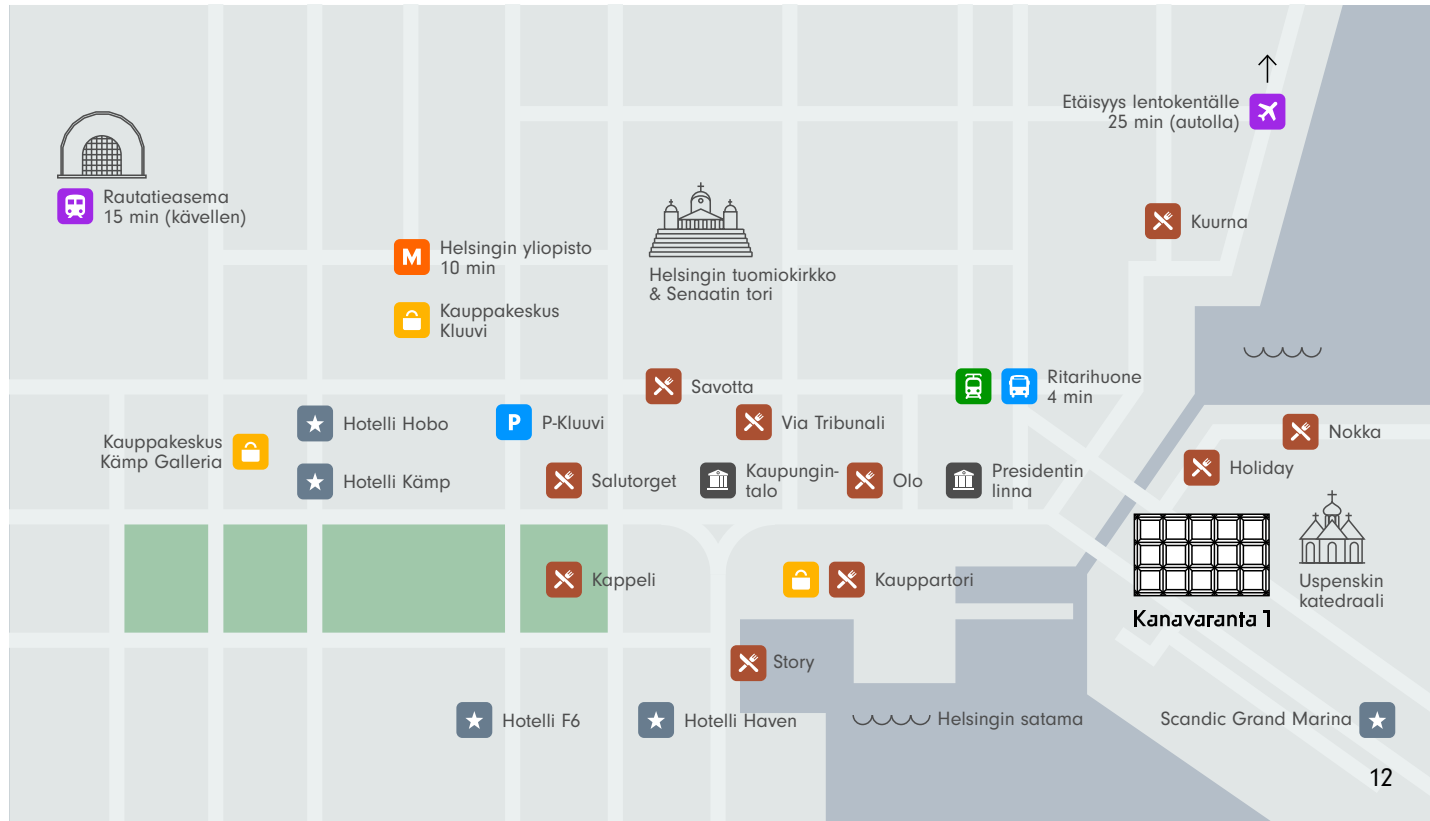 Etäisyys lentokentälle
25 min (autolla)
Rautatieasema
15 min (kävellen)
Kuurna
M
Helsingin yliopisto
10 min
Helsingin tuomiokirkko
& Senaatin tori
Kauppakeskus
Kluuvi
Savotta
Ritarihuone
4 min
Kauppakeskus
Kämp Galleria
Hotelli Hobo
P
P-Kluuvi
Via Tribunali
Nokka
Holiday
Hotelli Kämp
Salutorget
Kaupungin-
talo
Olo
Presidentin
linna
Kappeli
Kauppartori
Kanavaranta 1
Uspenskin
katedraali
Story
Hotelli F6
Hotelli Haven
Helsingin satama
Scandic Grand Marina
12